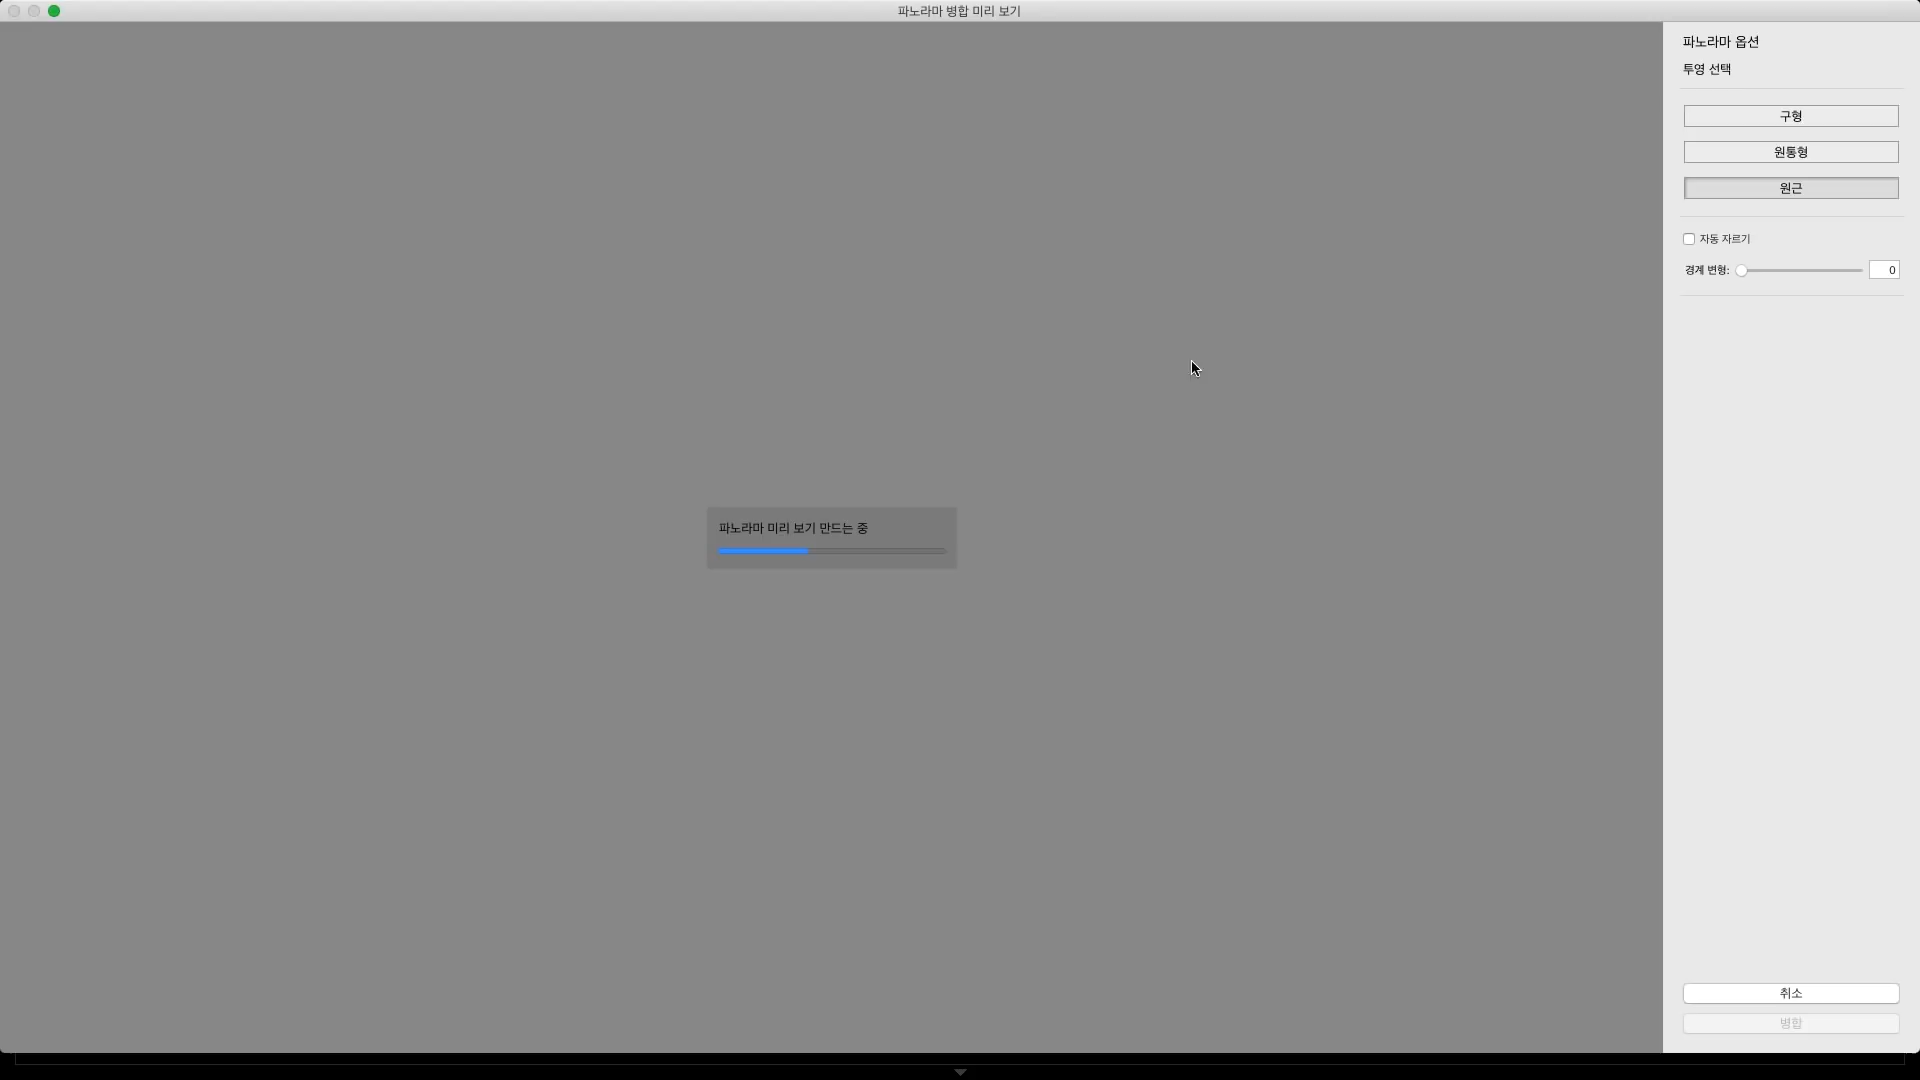 파노라마 병합 미리 보기
파노라마 옵션
투영 선택
구형
원통형
원근
자동 자르기
경계 변형: 0
파노라마 미리 보기 만드는 중
취소
병합